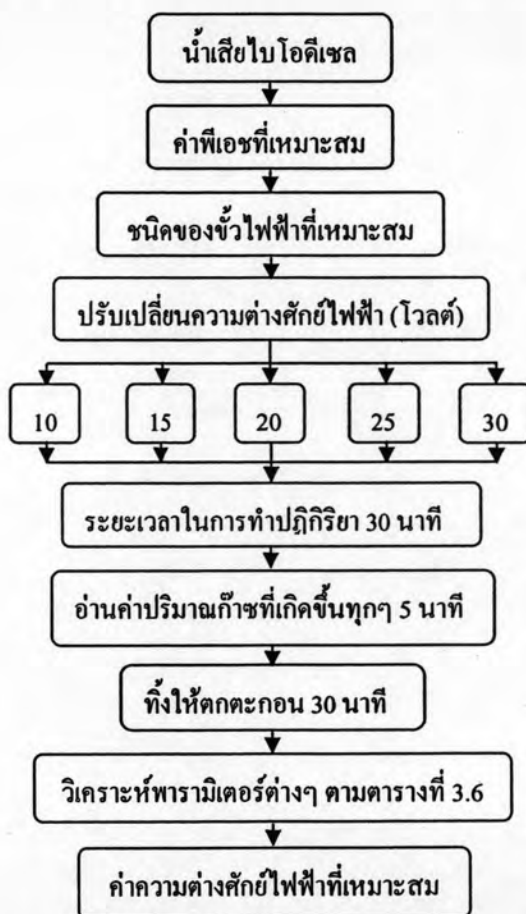 น้ำเสียไบโอดีเซล
ค่าพีเอชที่เหมาะสม
ชนิดของขั้วไฟฟ้าที่เหมาะสม
ปรับเปลี่ยนความต่างศักย์ไฟฟ้า (โวลต์)
10 15 20 25 30
ระยะเวลาในการทำปฏิกิริยา 30 นาที
อ่านค่าปริมาณก๊าซที่เกิดขึ้นทุกๆ 5 นาที
ทิ้งให้ตกตะกอน 30 นาที
วิเคราะห์พารามิเตอร์ต่างๆ ตามตารางที่ 3.6
ค่าความต่างศักย์ไฟฟ้าที่เหมาะสม